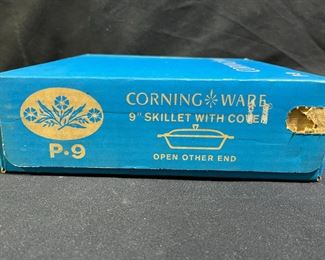 CORNING WARE
9" SKILLET WITH COVER
P-9
OPEN OTHER END